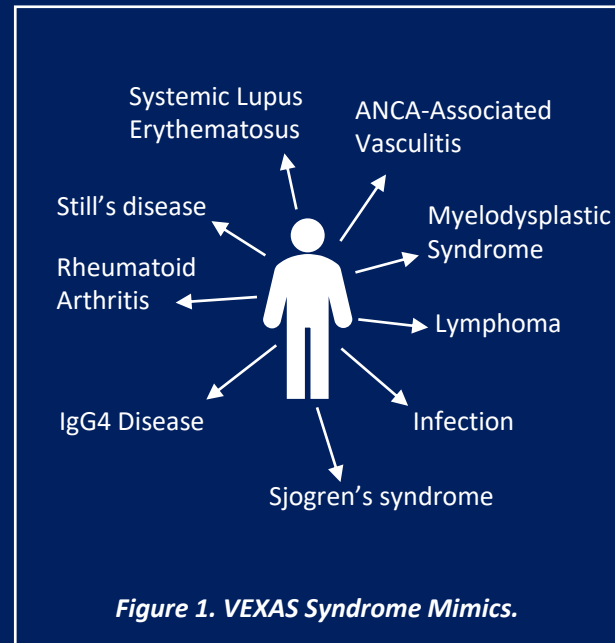 Systemic Lupus
Erythematosus
ANCA-Associated
Vasculitis
Still’s disease
Myelodysplastic
Syndrome
Rheumatoid
Arthritis
Lymphoma
IgG4 Disease
Infection
Sjogren’s syndrome
Figure 1. VEXAS Syndrome Mimics.